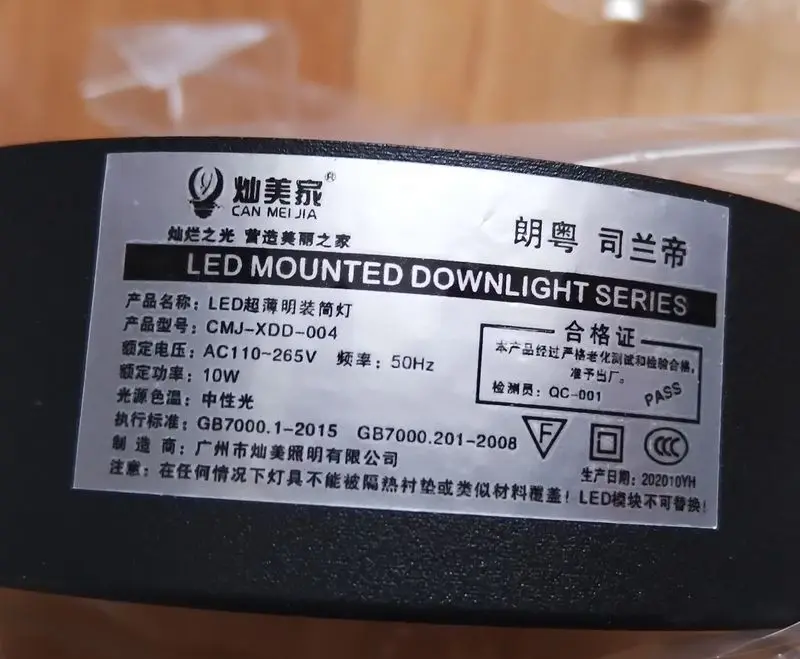 灿美家®
CAN MEI JIA
灿烂之光 营造美丽之家
朗粤 司兰帝
LED MOUNTED DOWNLIGHT SERIES
产品名称：LED超薄明装筒灯
产品型号：CMJ-XDD-004
额定电压：AC110~265V 频率：50Hz
额定功率：10W
光源色温：中性光
执行标准：GB7000.1-2015 GB7000.201-2008
制造商：广州市灿美照明有限公司
注意：在任何情况下灯具不能被隔热衬垫或类似材料覆盖！LED模块不可替换！
合格证
本产品经过严格老化测试和检验合格，
准予出厂。
检测员：QC-001
PASS
F
CCC
生产日期：202010YH